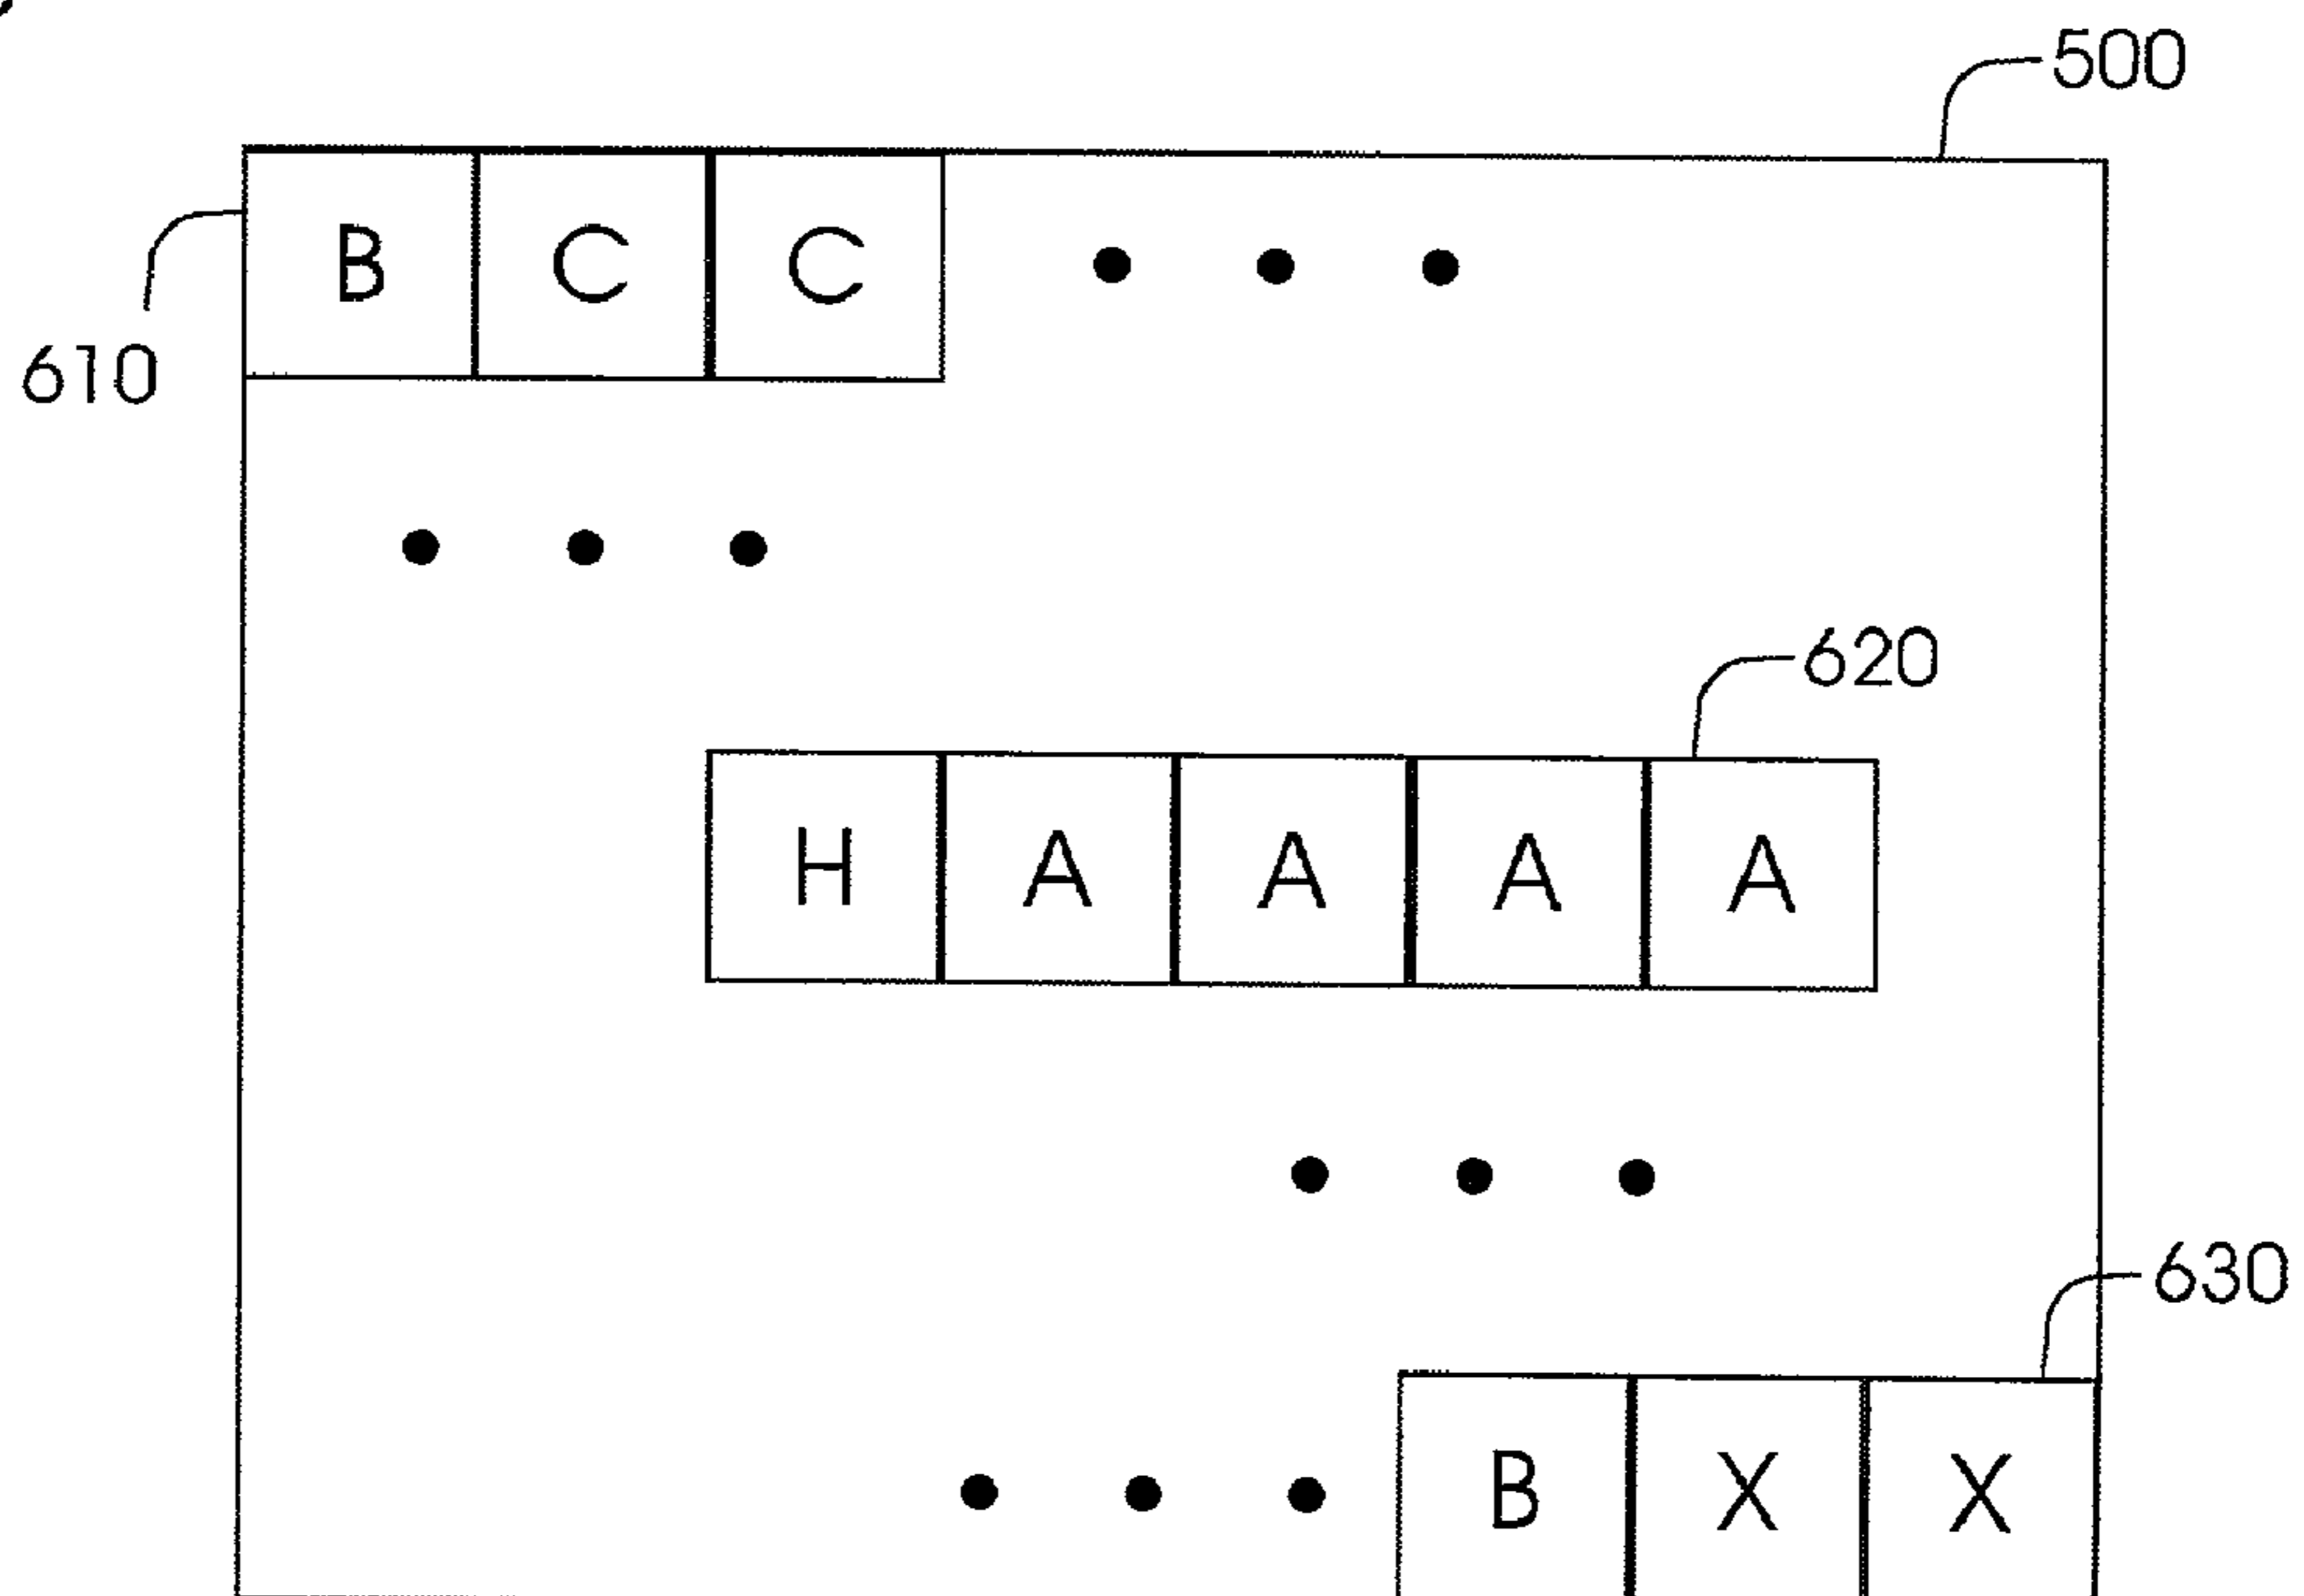 500
B C C • • •
610
• • •
620
H A A A A
• • •
630
• • • B X X